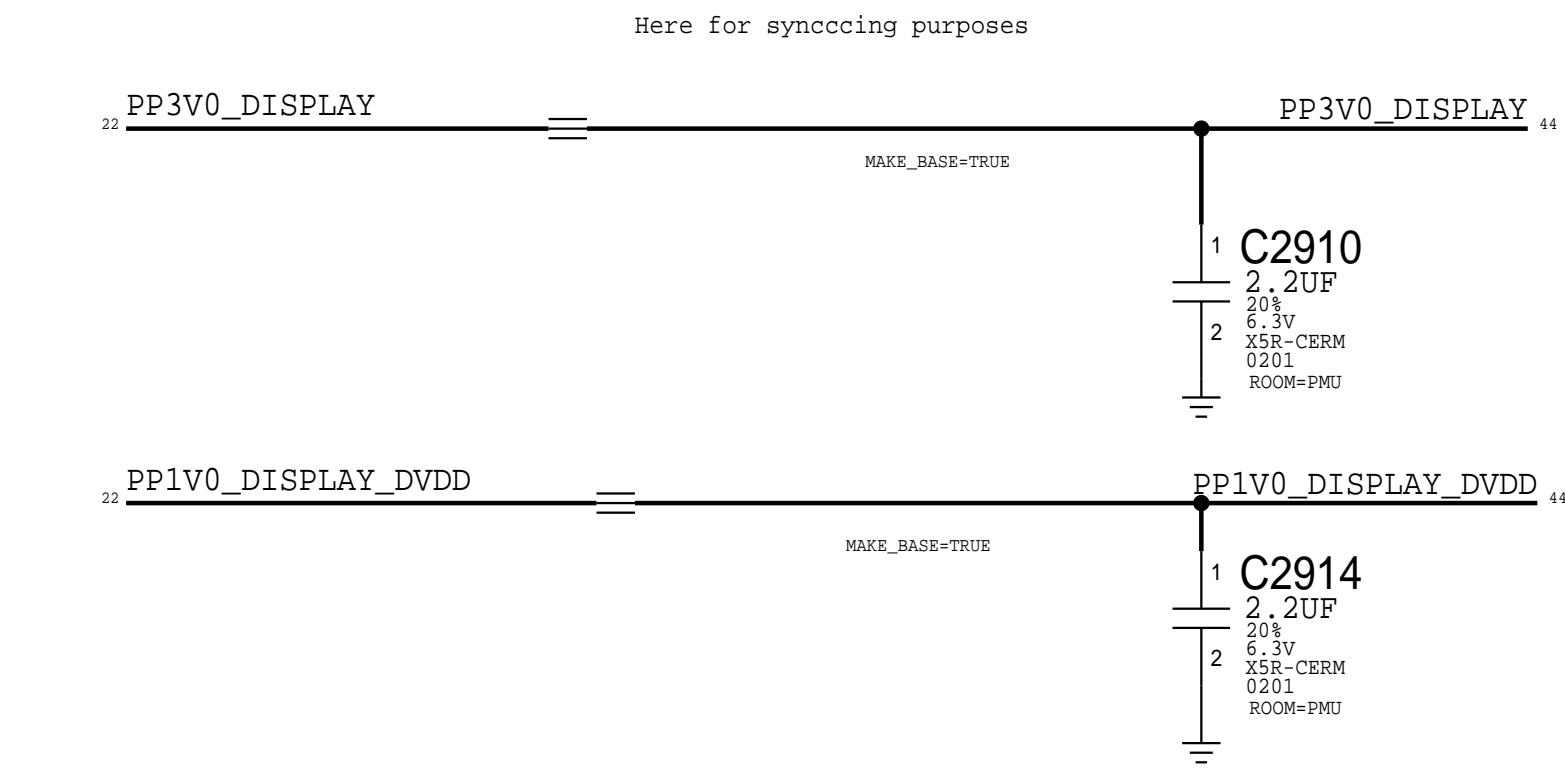 Here for syncccing purposes
PP3V0_DISPLAY
PP3V0_DISPLAY
22
44
MAKE_BASE=TRUE
1
C2910
2.2UF
20%
6.3V
2
X5R-CERM
0201
ROOM=PMU
PP1V0_DISPLAY_DVDD
PP1V0_DISPLAY_DVDD
22
44
MAKE_BASE=TRUE
1
C2914
2.2UF
20%
6.3V
2
X5R-CERM
0201
ROOM=PMU